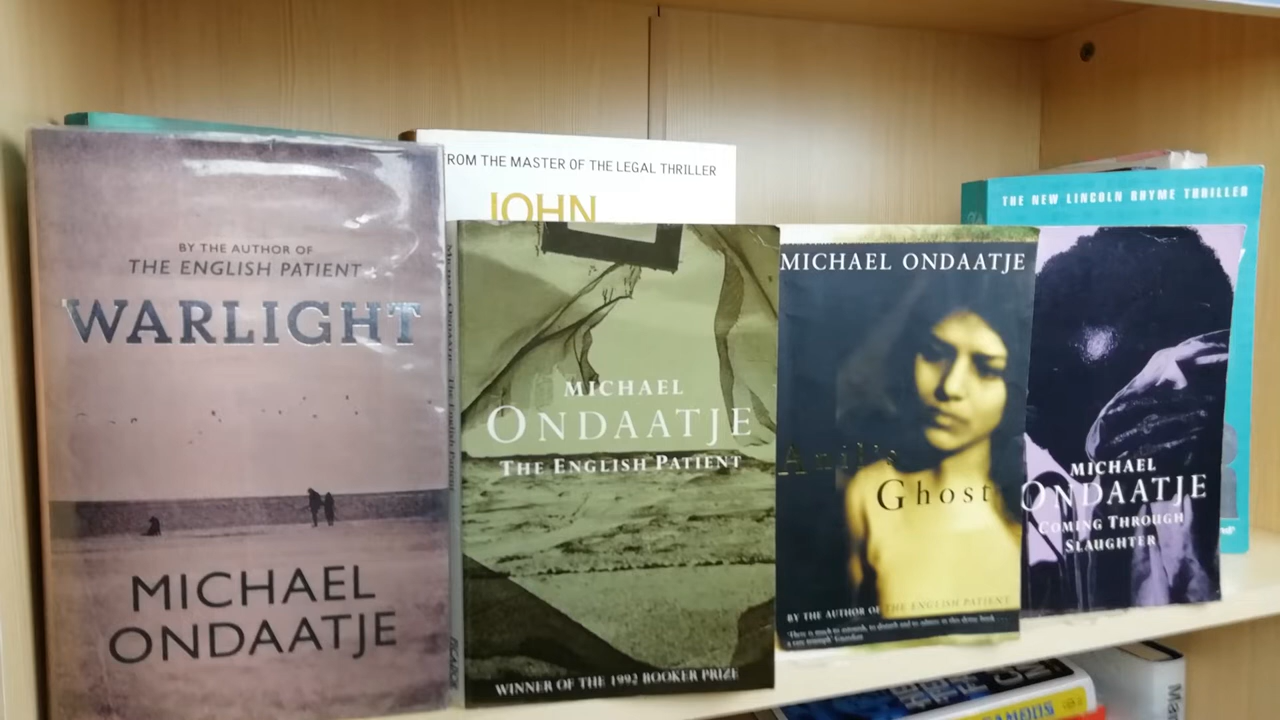 BY THE AUTHOR OF
THE ENGLISH PATIENT
WARLIGHT
MICHAEL
ONDAATJE
FROM THE MASTER OF THE LEGAL THRILLER
JOHN
MICHAEL
ONDAATJE
THE ENGLISH PATIENT
WINNER OF THE 1992 BOOKER PRIZE
MICHAEL ONDAATJE
Anil's
Ghost
BY THE AUTHOR OF THE ENGLISH PATIENT
THE NEW LINCOLN RHYME THRILLER
MICHAEL
ONDAATJE
COMING THROUGH
SLAUGHTER